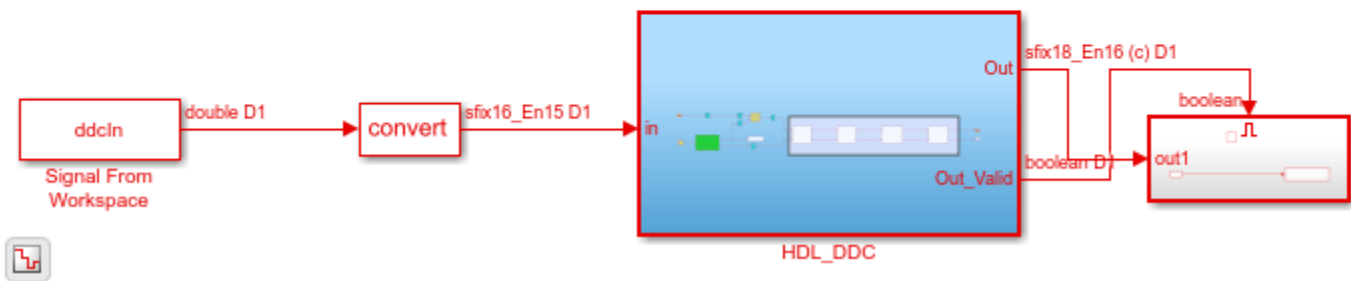 ddcIn
double D1
convert
sfix16_En15 D1
in
Out
Out_Valid
sfix18_En16 (c) D1
boolean
boolean D1
out1
Signal From
Workspace
HDL_DDC